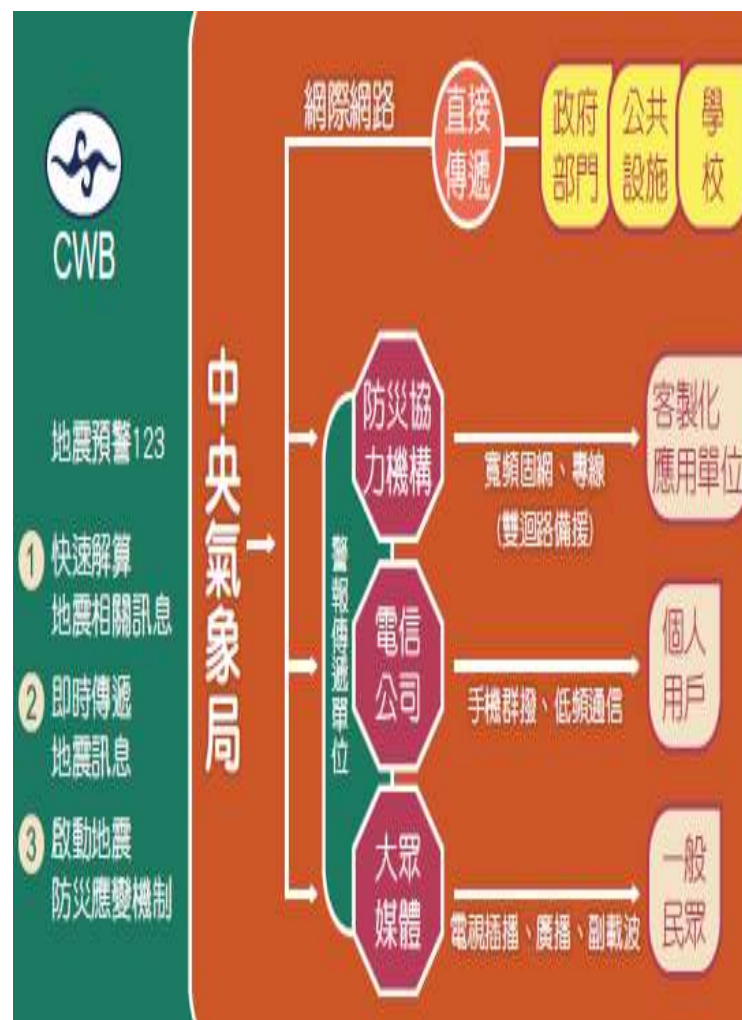 CWB
地震預警123
1 快速解算
地震相關訊息
2 即時傳遞
地震訊息
3 啟動地震
防災應變機制
中央氣象局
網際網路
直接
傳遞
政府
部門
公共
設施
學
校
警報傳遞單位
防災協
力機構
寬頻固網、專線
(雙迴路備援)
客製化
應用單位
電信
公司
手機群撥、低頻通信
個人
用戶
大眾
媒體
電視插播、廣播、副載波
一般
民眾